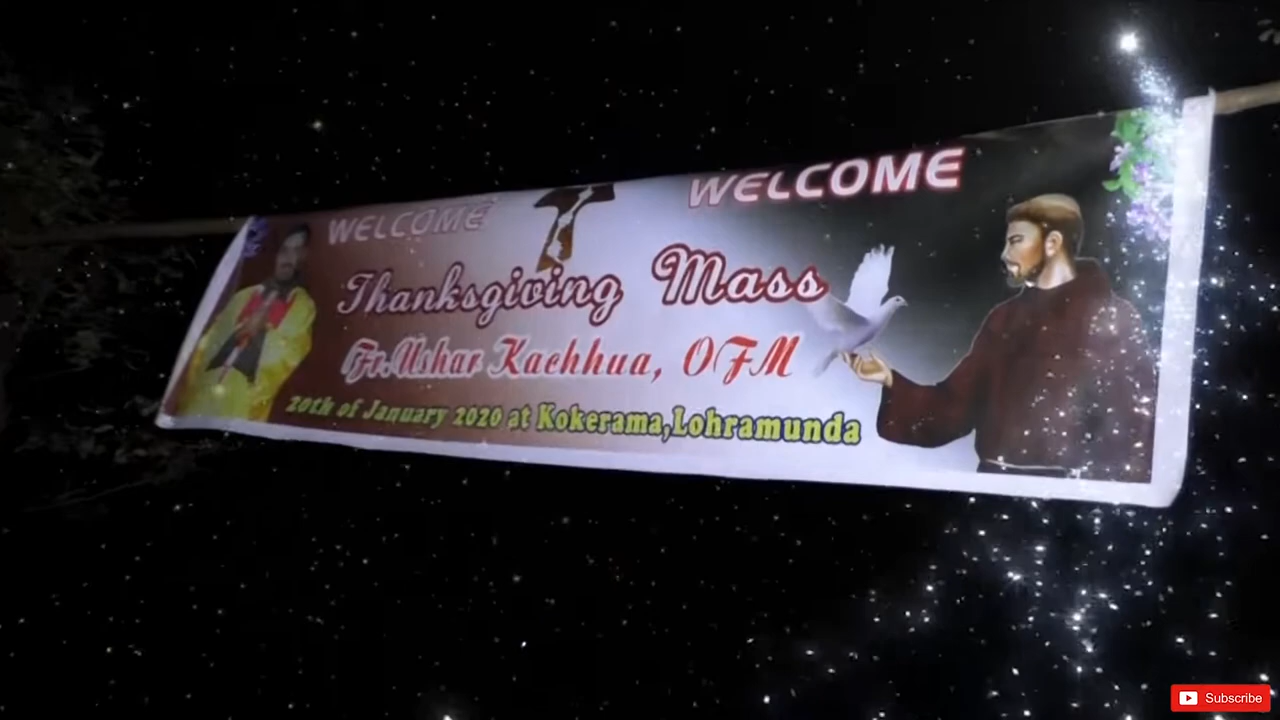 WELCOME WELCOME
Thanksgiving Mass
Fr.Ushar Kachhua, OFM
20th of January 2020 at Kokerama,Lohramunda
Subscribe